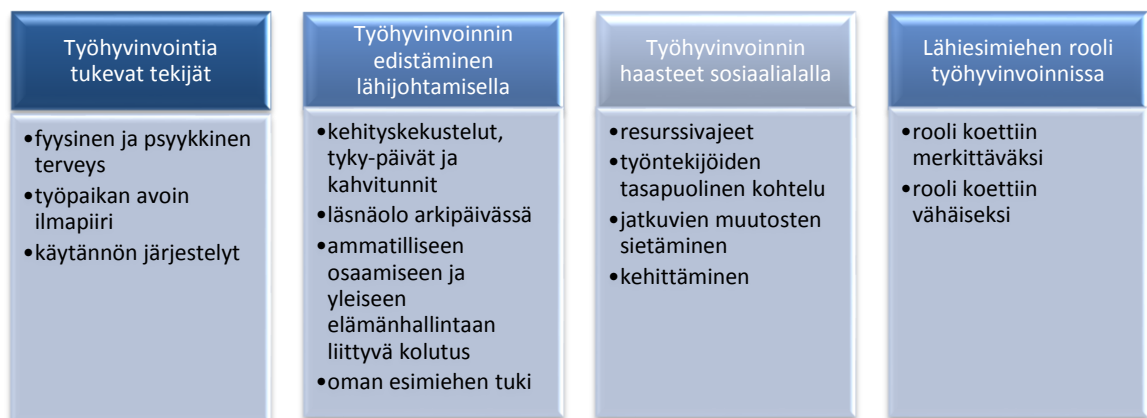 Työhyvinvointia
tukevat tekijät
•fyysinen ja psyykkinen
terveys
•työpaikan avoin
ilmapiiri
•käytännön järjestelyt
Työhyvinvoinnin
edistäminen
lähijohtamisella
•kehityskekustelut,
tyky-päivät ja
kahvitunnit
•läsnäolo arkipäivässä
•ammatilliseen
osaamiseen ja
yleiseen
elämänhallintaan
liittyvä kolutus
•oman esimiehen tuki
Työhyvinvoinnin
haasteet sosiaalialalla
•resurssivajeet
•työntekijöiden
tasapuolinen kohtelu
•jatkuvien muutosten
sietäminen
•kehittäminen
Lähiesimiehen rooli
työhyvinvoinnissa
•rooli koettiin
merkittäväksi
•rooli koettiin
vähäiseksi